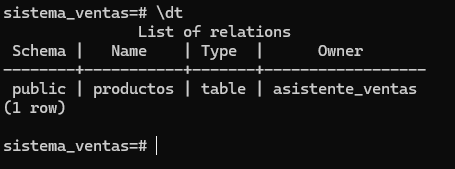 sistema_ventas=# \dt
              List of relations
 Schema |   Name    | Type  |      Owner
--------+-----------+-------+------------------
 public | productos | table | asistente_ventas
(1 row)
sistema_ventas=#